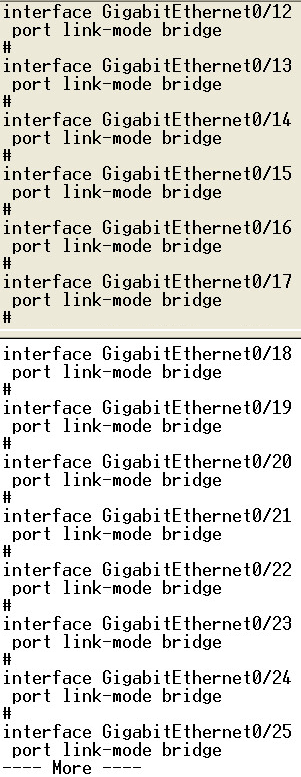 interface GigabitEthernet0/12
 port link-mode bridge
#
interface GigabitEthernet0/13
 port link-mode bridge
#
interface GigabitEthernet0/14
 port link-mode bridge
#
interface GigabitEthernet0/15
 port link-mode bridge
#
interface GigabitEthernet0/16
 port link-mode bridge
#
interface GigabitEthernet0/17
 port link-mode bridge
#
interface GigabitEthernet0/18
 port link-mode bridge
#
interface GigabitEthernet0/19
 port link-mode bridge
#
interface GigabitEthernet0/20
 port link-mode bridge
#
interface GigabitEthernet0/21
 port link-mode bridge
#
interface GigabitEthernet0/22
 port link-mode bridge
#
interface GigabitEthernet0/23
 port link-mode bridge
#
interface GigabitEthernet0/24
 port link-mode bridge
#
interface GigabitEthernet0/25
 port link-mode bridge
---- More ----